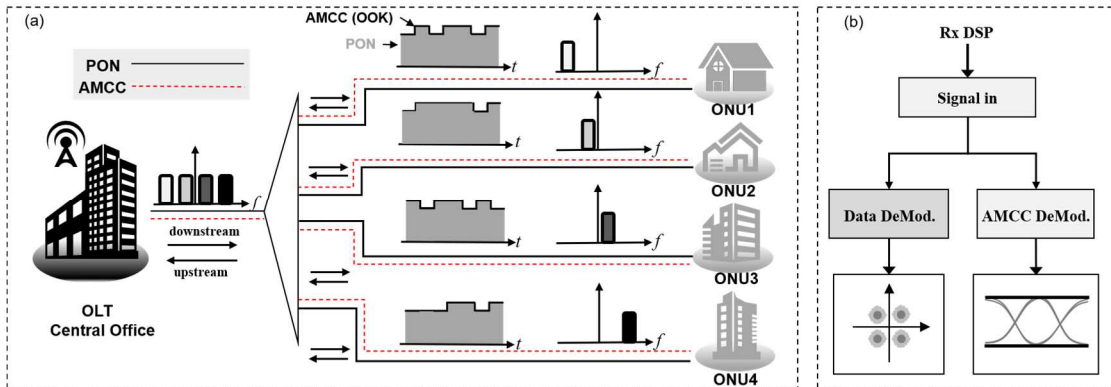 (a)
AMCC (OOK)
PON
t
f
PON
AMCC
ONU1
t
f
ONU2
f
downstream
upstream
t
f
ONU3
OLT
Central Office
t
f
ONU4
(b)
Rx DSP
Signal in
Data DeMod.
AMCC DeMod.